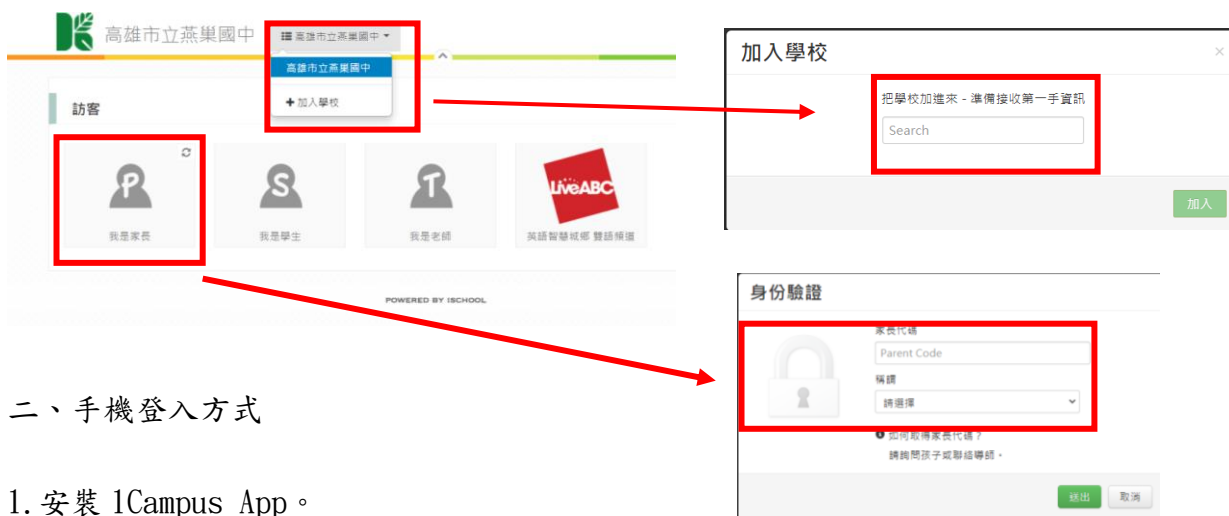 高雄市立燕巢國中
高雄市立燕巢國中
高雄市立燕巢國中
加入學校
訪客
我是家長
我是學生
我是老師
LiveABC
英語智慧城鄉 雙語頻道
POWERED BY ISCHOOL
加入學校
把學校加進來 - 準備接收第一手資訊
Search
加入
身份驗證
家長代碼
Parent Code
稱謂
請選擇
如何取得家長代碼?
請詢問孩子或聯絡導師。
送出 取消
二、手機登入方式
1.安裝 1Campus App。